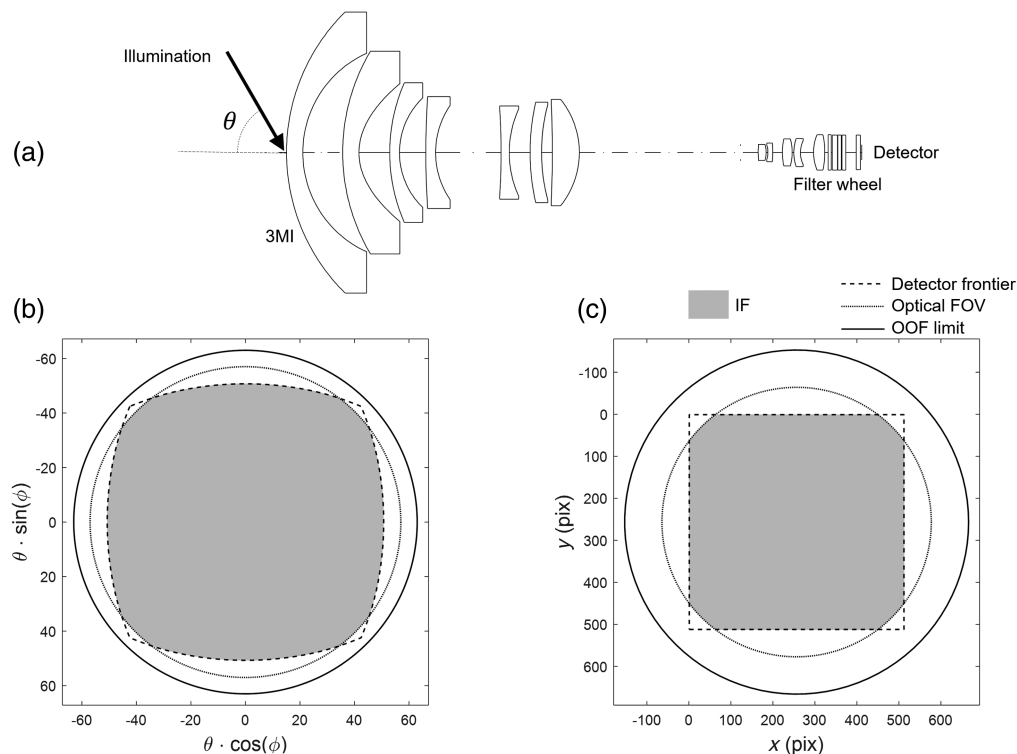 (a)
Illumination
θ
3MI
Detector
Filter wheel
(b)
-60
-40
-20
0
20
40
60
θ · sin(ϕ)
-60 -40 -20 0 20 40 60
θ · cos(ϕ)
(c)
IF
Detector frontier
Optical FOV
OOF limit
-100
0
100
200
300
400
500
600
y (pix)
-100 0 100 200 300 400 500 600
x (pix)